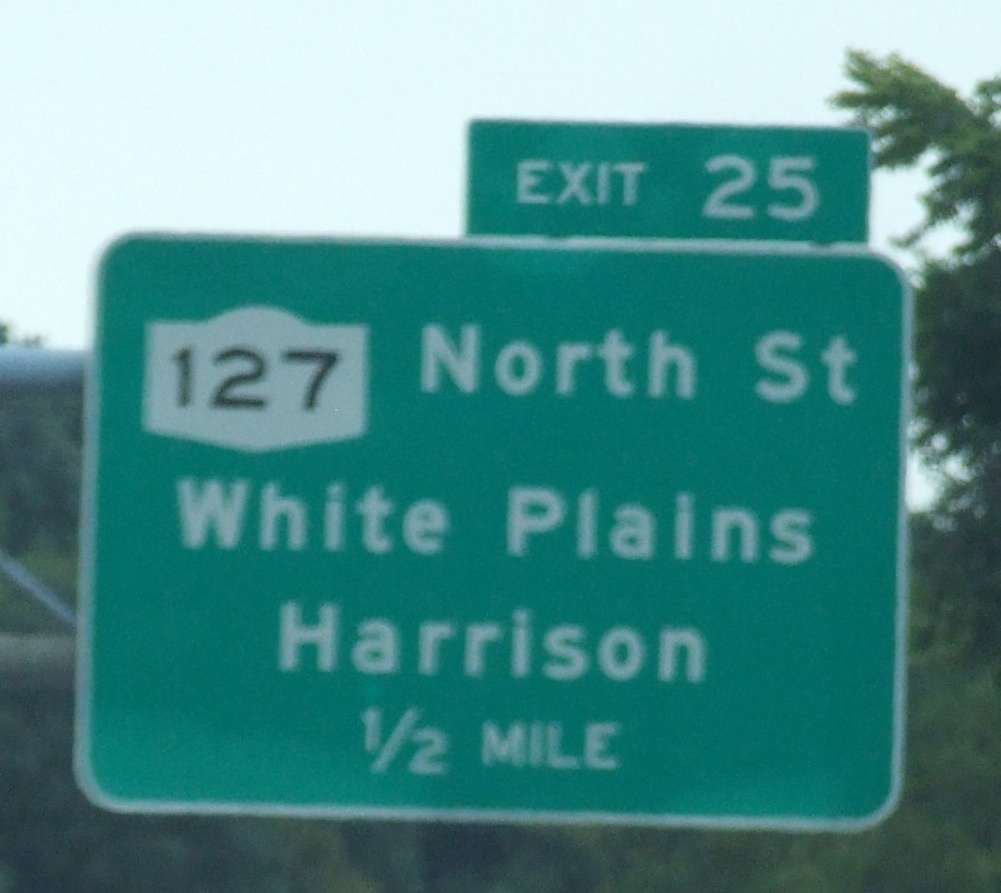 EXIT 25
127 North St
White Plains
Harrison
1/2 MILE